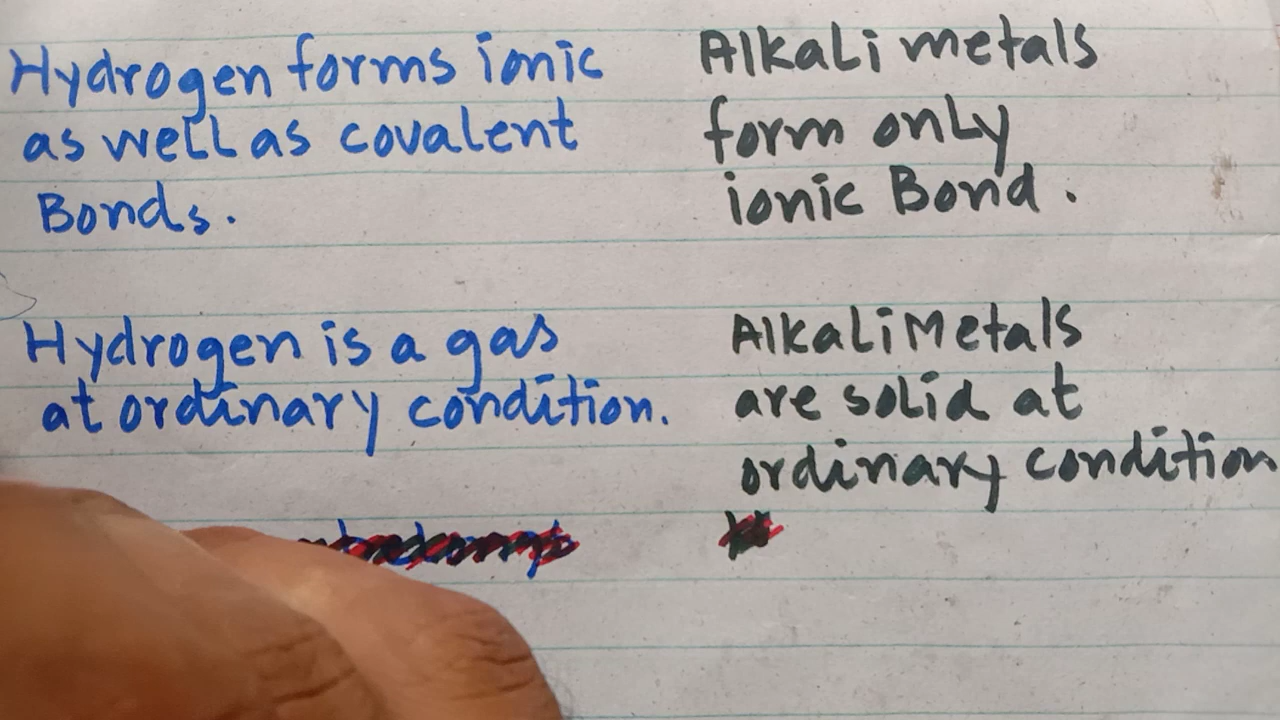 Hydrogen forms ionic
as well as covalent
Bonds.
Alkali metals
form only
ionic Bond.
Hydrogen is a gas
at ordinary condition.
Alkali Metals
are solid at
ordinary condition